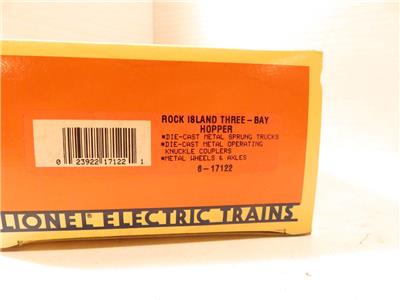 ROCK ISLAND THREE-BAY
HOPPER
*DIE-CAST METAL SPRUNG TRUCKS
*DIE-CAST METAL OPERATING
KNUCKLE COUPLERS
*METAL WHEELS & AXLES
6-17122
0 23922 17122 1
LIONEL® ELECTRIC TRAINS